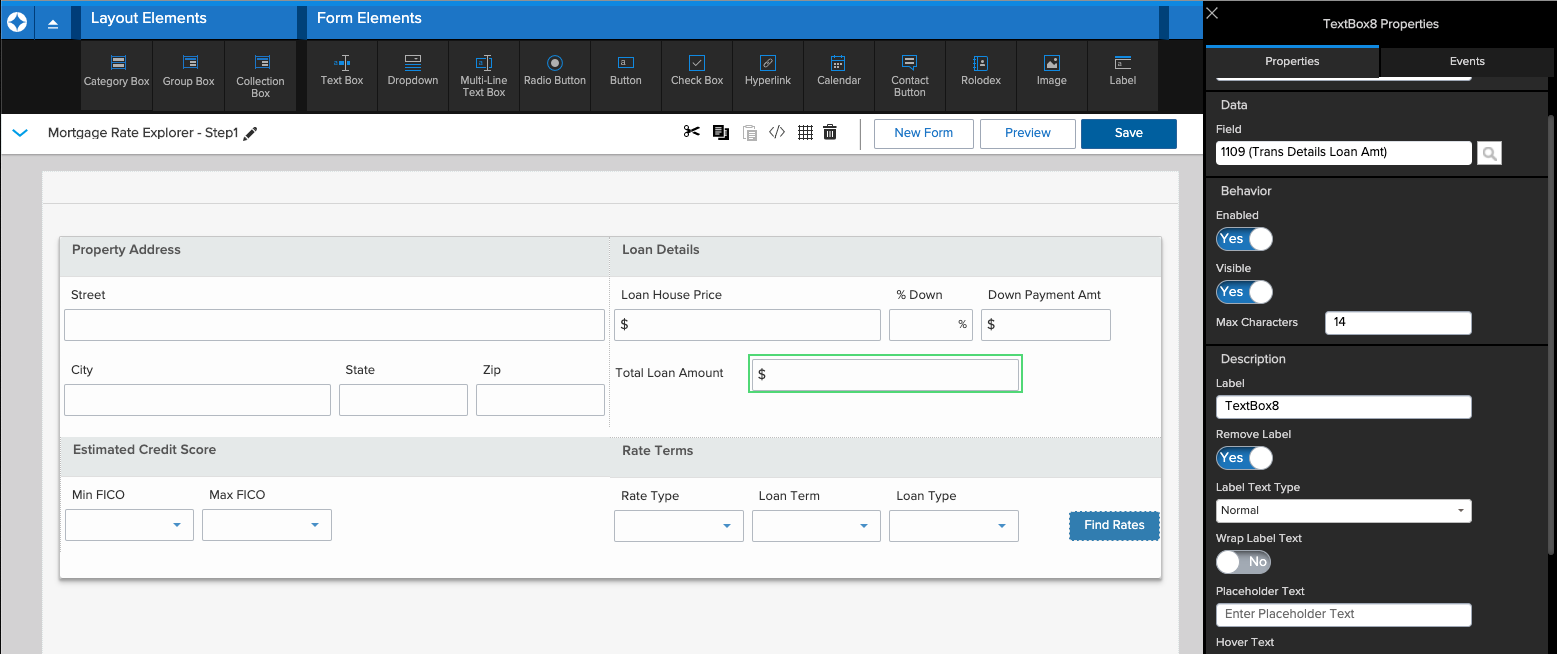 Layout Elements
Form Elements
Category Box
Group Box
Collection
Box
Text Box
Dropdown
Multi-Line
Text Box
Radio Button
Button
Check Box
Hyperlink
Calendar
Contact
Button
Rolodex
Image
Label
Mortgage Rate Explorer - Step1
New Form
Preview
Save
Property Address
Street
City
State
Zip
Loan Details
Loan House Price
% Down
Down Payment Amt
$
%
$
Total Loan Amount
$
Estimated Credit Score
Min FICO
Max FICO
Rate Terms
Rate Type
Loan Term
Loan Type
Find Rates
TextBox8 Properties
Properties
Events
Data
Field
1109 (Trans Details Loan Amt)
Behavior
Enabled
Yes
Visible
Yes
Max Characters
14
Description
Label
TextBox8
Remove Label
Yes
Label Text Type
Normal
Wrap Label Text
No
Placeholder Text
Enter Placeholder Text
Hover Text